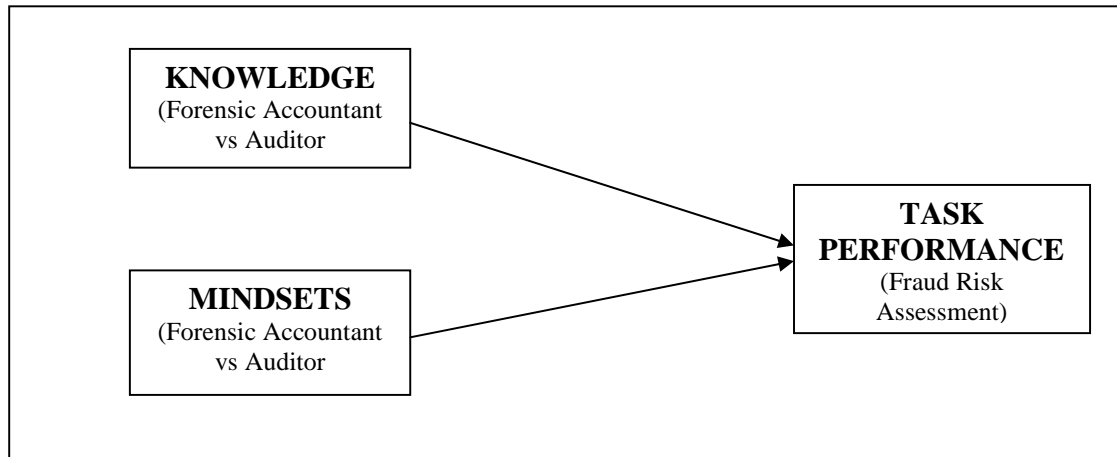 KNOWLEDGE
(Forensic Accountant
vs Auditor
MINDSETS
(Forensic Accountant
vs Auditor
TASK
PERFORMANCE
(Fraud Risk
Assessment)